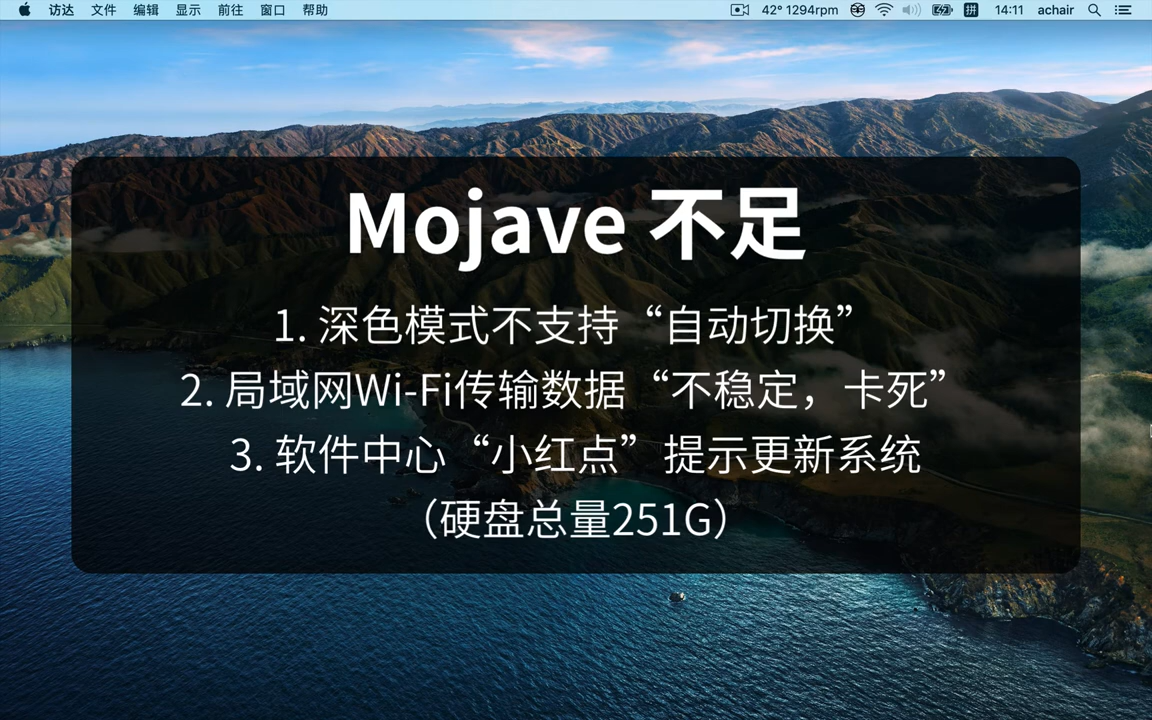 访达 文件 编辑 显示 前往 窗口 帮助 42° 1294rpm 拼 14:11 achair
Mojave 不足
1. 深色模式不支持“自动切换”
2. 局域网Wi-Fi传输数据“不稳定，卡死”
3. 软件中心“小红点”提示更新系统
（硬盘总量251G）